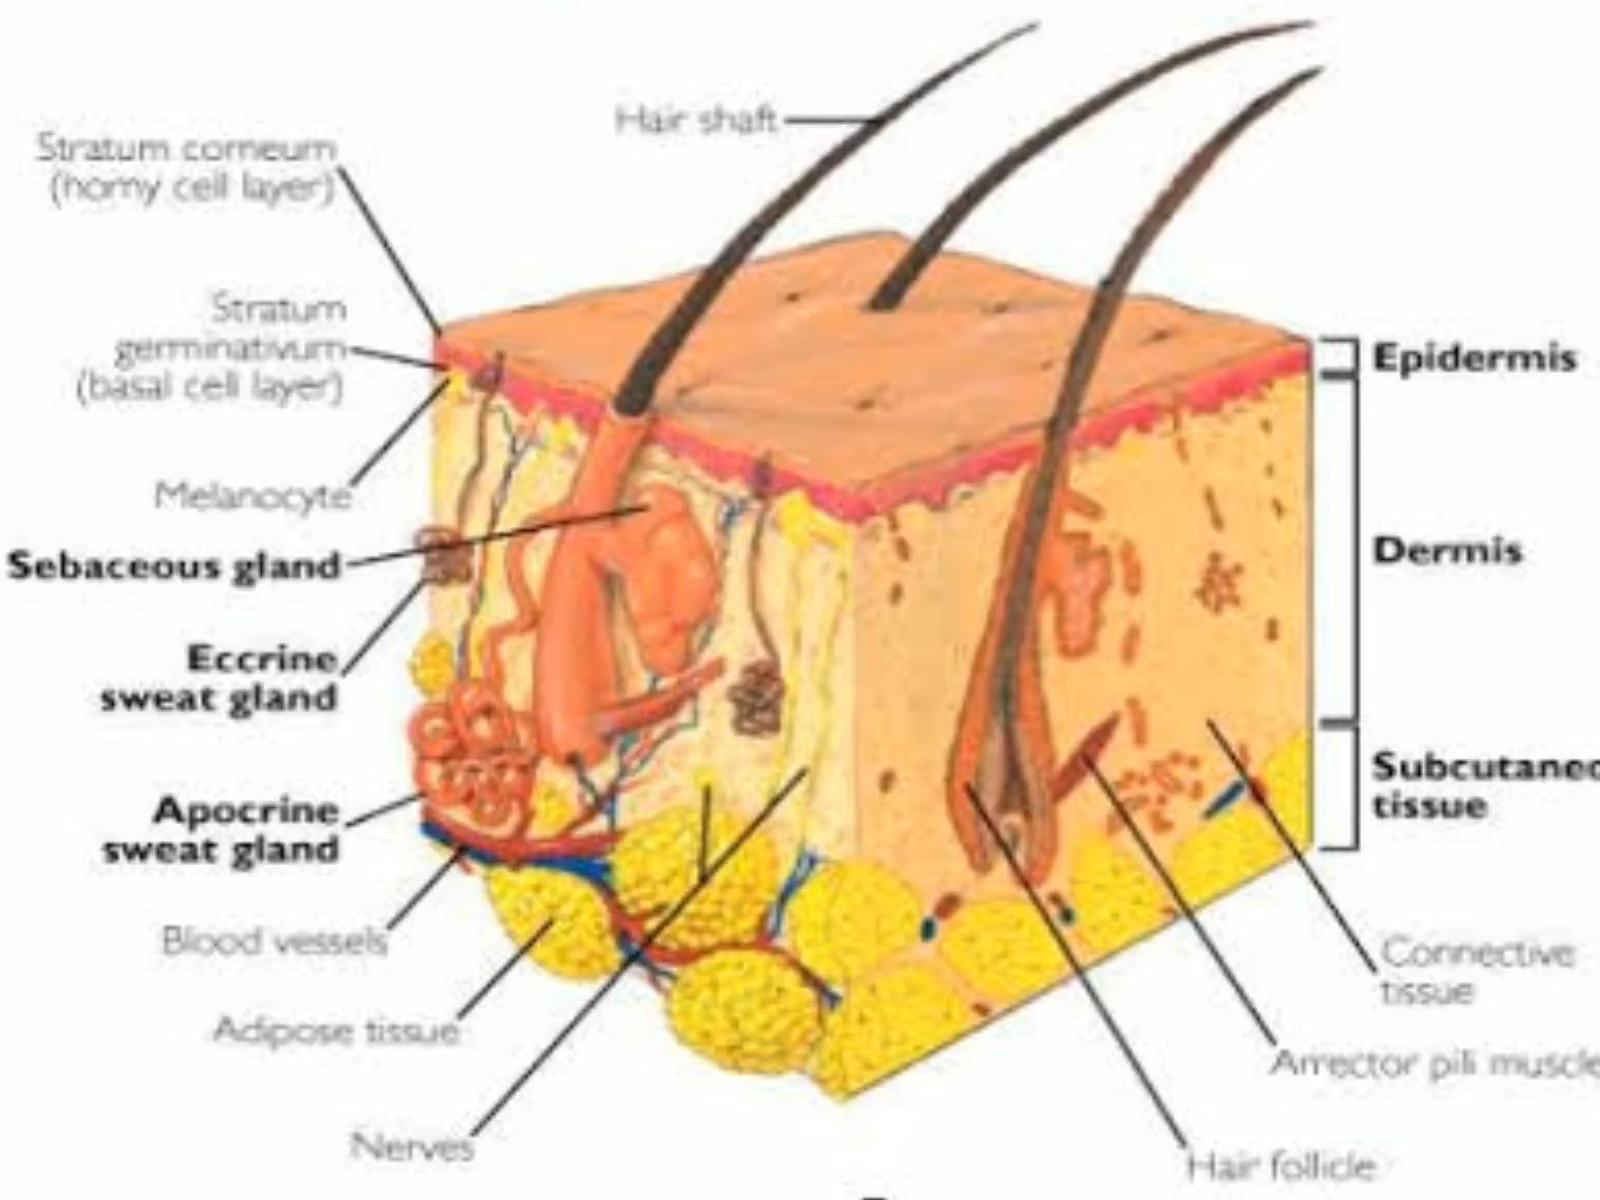 Hair shaft
Stratum corneum
(horny cell layer)
Stratum
germinativum
(basal cell layer)
Melanocyte
Sebaceous gland
Eccrine
sweat gland
Apocrine
sweat gland
Blood vessels
Adipose tissue
Nerves
Epidermis
Dermis
Subcutaneo
tissue
Connective
tissue
Arrector pili muscle
Hair follicle